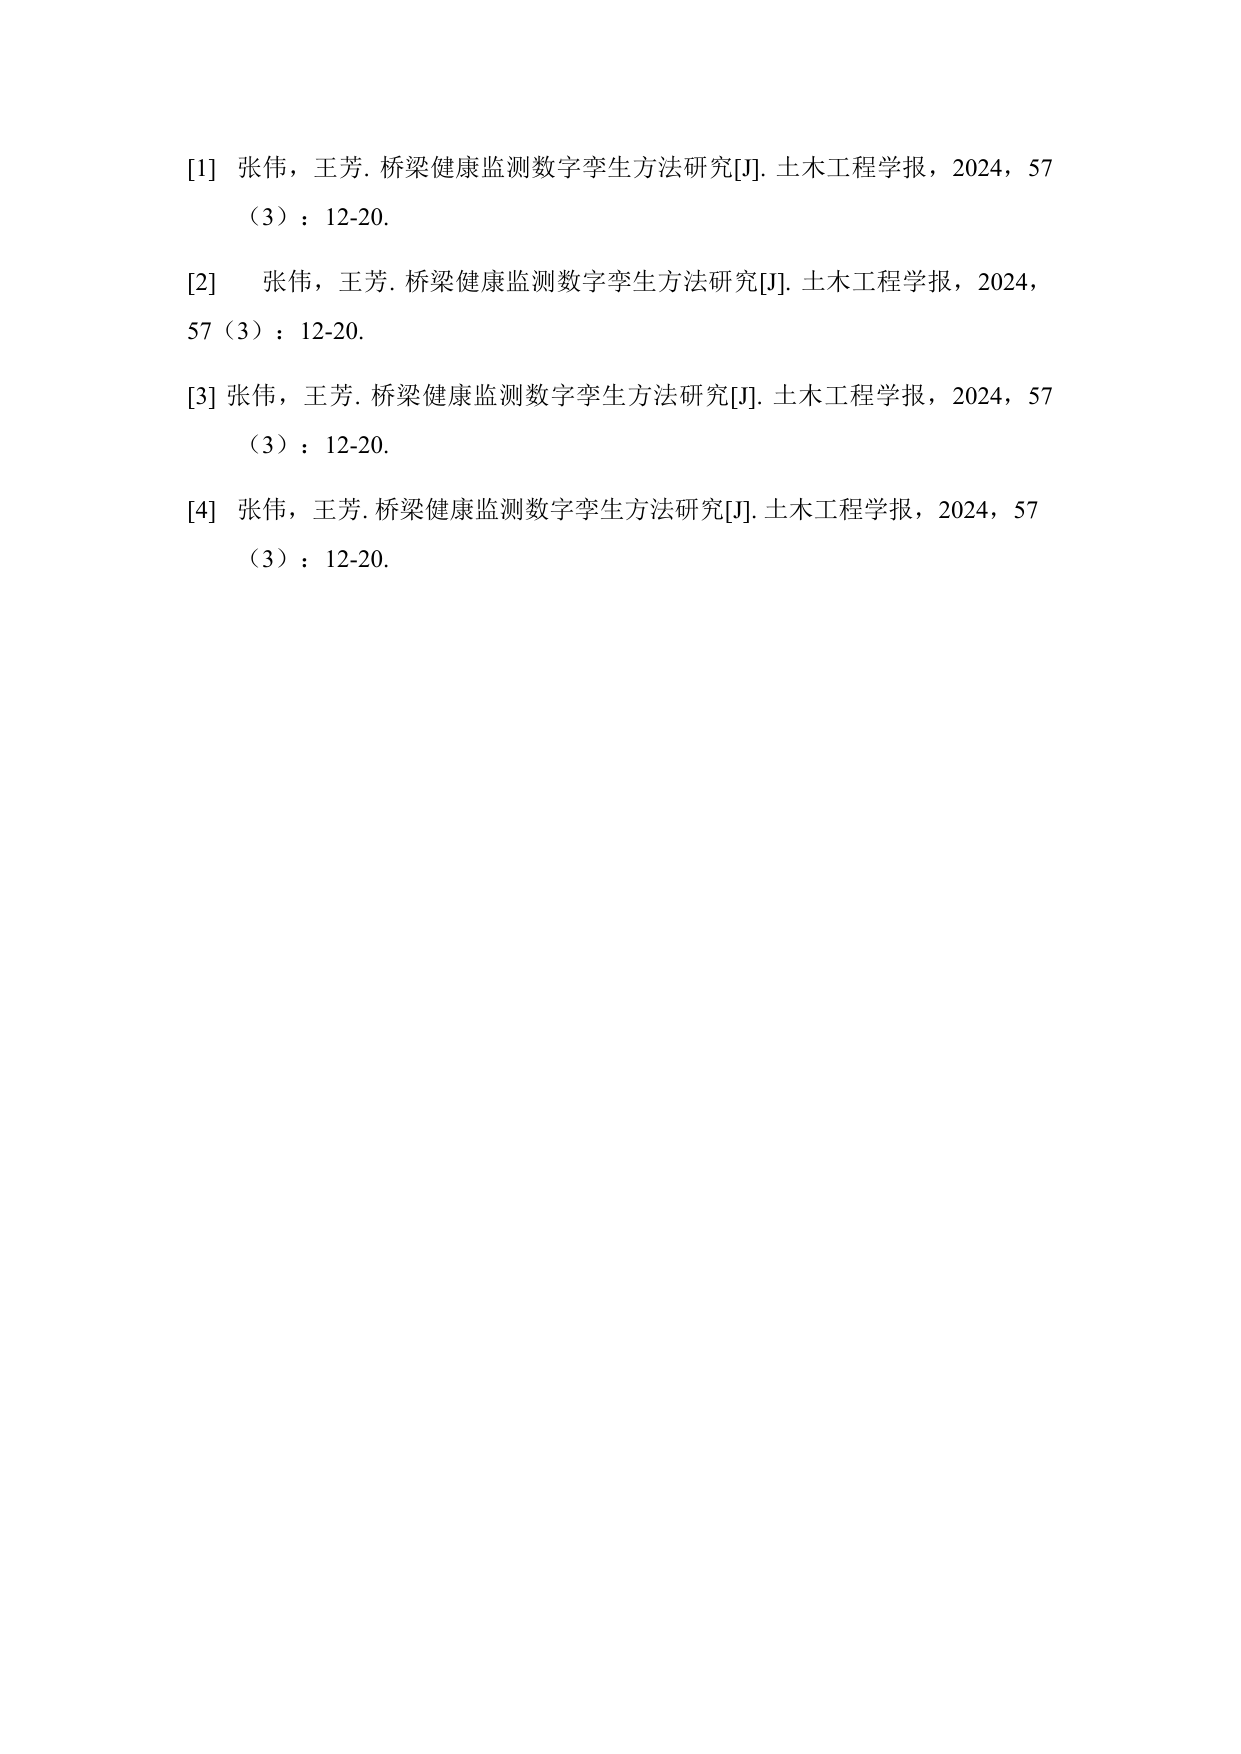 [1] 张伟，王芳. 桥梁健康监测数字孪生方法研究[J]. 土木工程学报，2024，57
（3）：12-20.
[2] 张伟，王芳. 桥梁健康监测数字孪生方法研究[J]. 土木工程学报，2024，
57（3）：12-20.
[3] 张伟，王芳. 桥梁健康监测数字孪生方法研究[J]. 土木工程学报，2024，57
（3）：12-20.
[4] 张伟，王芳. 桥梁健康监测数字孪生方法研究[J]. 土木工程学报，2024，57
（3）：12-20.